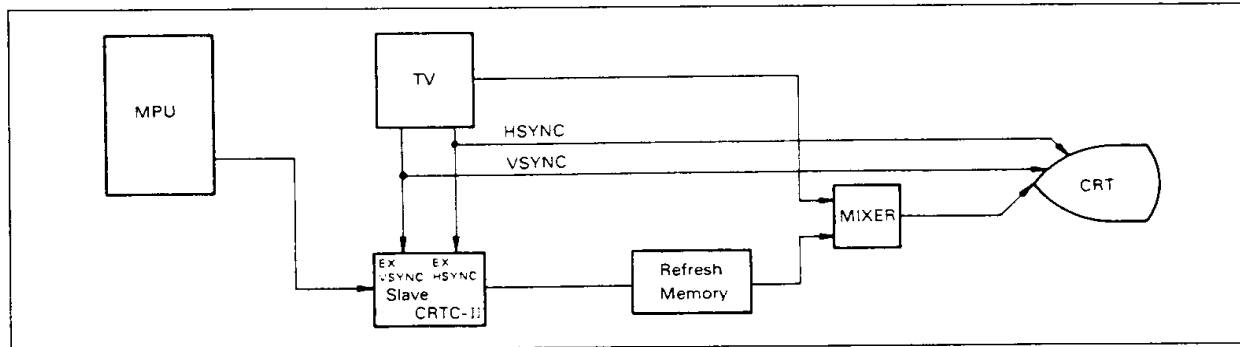 MPU
TV
HSYNC
VSYNC
CRT
MIXER
EX
VSYNC
EX
HSYNC
Slave
CRTC-II
Refresh
Memory